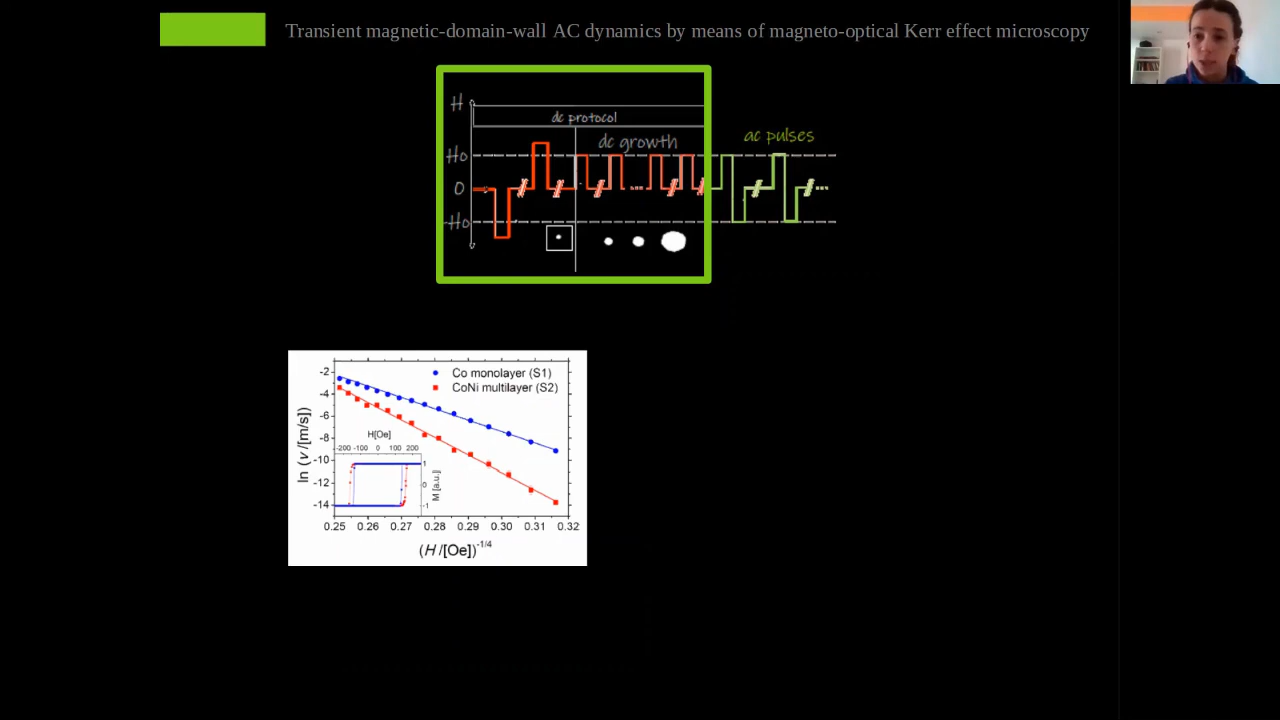 Transient magnetic-domain-wall AC dynamics by means of magneto-optical Kerr effect microscopy
H
dc protocol
dc growth
ac pulses
H0
0
-H0
Co monolayer (S1)
CoNi multilayer (S2)
ln (v /[m/s])
-2
-4
-6
-8
-10
-12
-14
H[Oe]
-200 -100 0 100 200
1
0
-1
M [a.u.]
0.25 0.26 0.27 0.28 0.29 0.30 0.31 0.32
(H /[Oe])-1/4